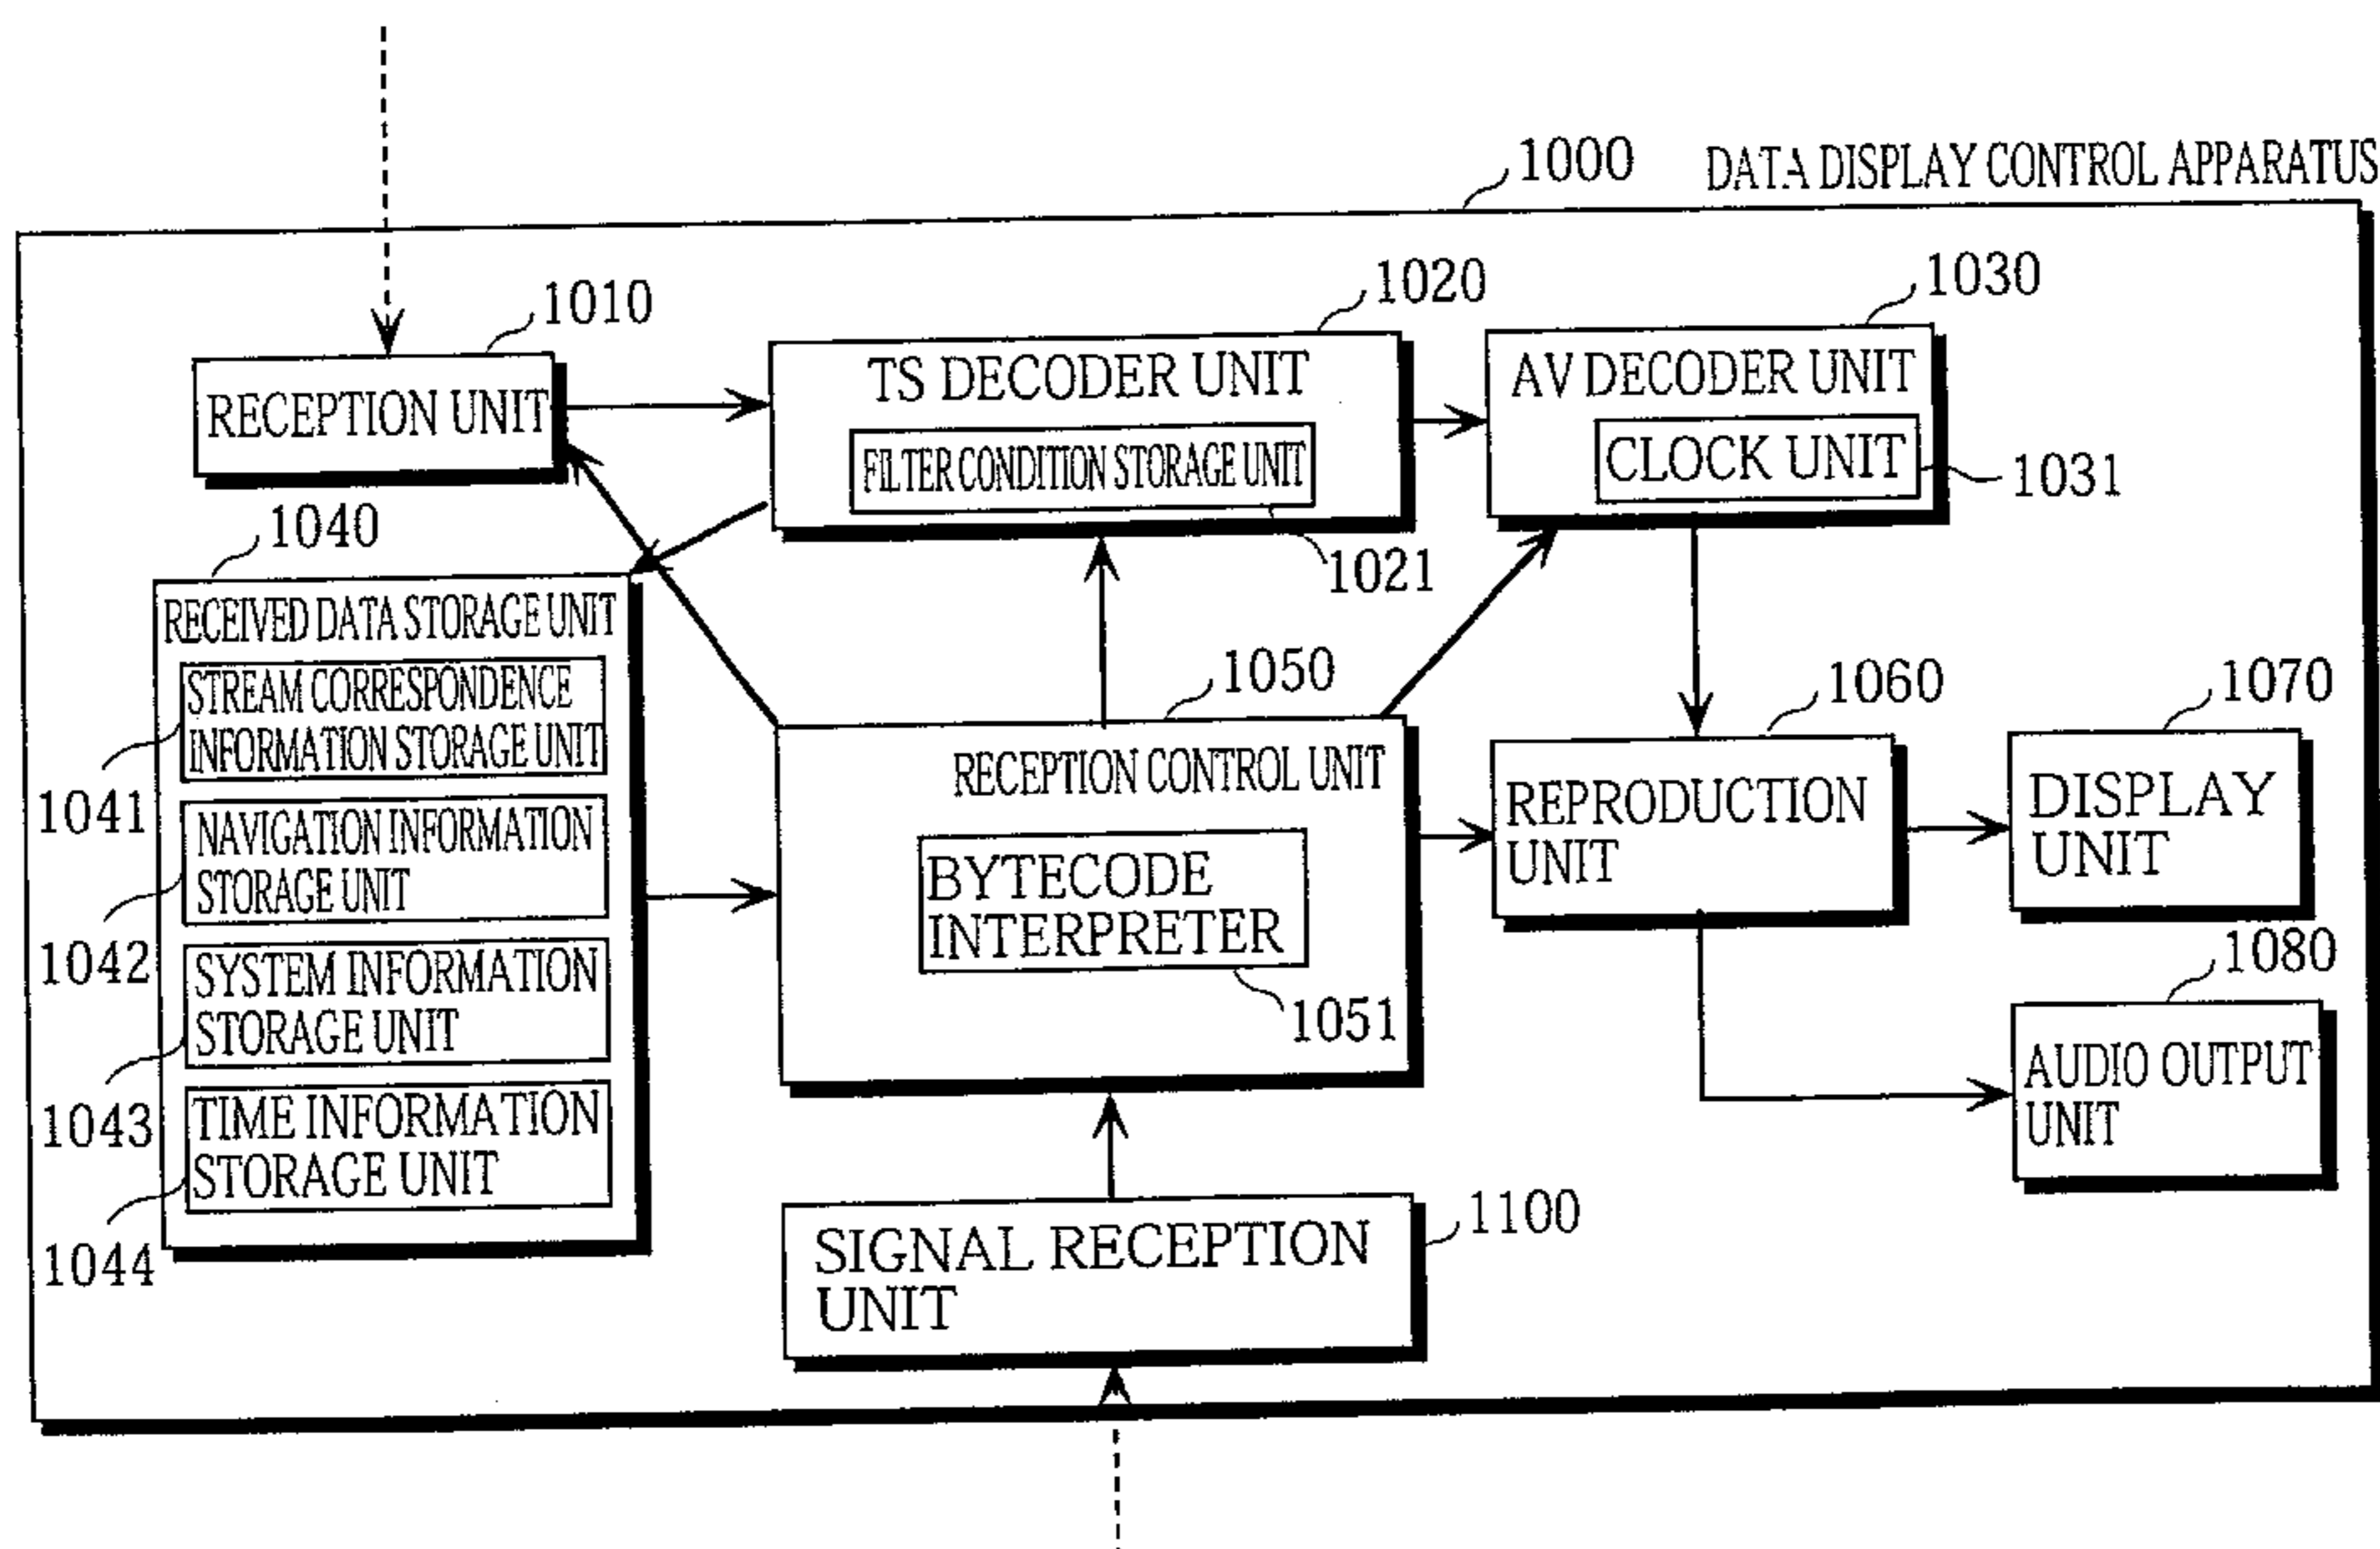 1000 DATA DISPLAY CONTROL APPARATUS
1010
1020
1030
RECEPTION UNIT
TS DECODER UNIT
FILTER CONDITION STORAGE UNIT
1021
AV DECODER UNIT
CLOCK UNIT
1031
1040
RECEIVED DATA STORAGE UNIT
STREAM CORRESPONDENCE
INFORMATION STORAGE UNIT
1041
NAVIGATION INFORMATION
STORAGE UNIT
1042
SYSTEM INFORMATION
STORAGE UNIT
1043
TIME INFORMATION
STORAGE UNIT
1044
1050
RECEPTION CONTROL UNIT
BYTECODE
INTERPRETER
1051
1060
REPRODUCTION
UNIT
1070
DISPLAY
UNIT
1080
AUDIO OUTPUT
UNIT
1100
SIGNAL RECEPTION
UNIT